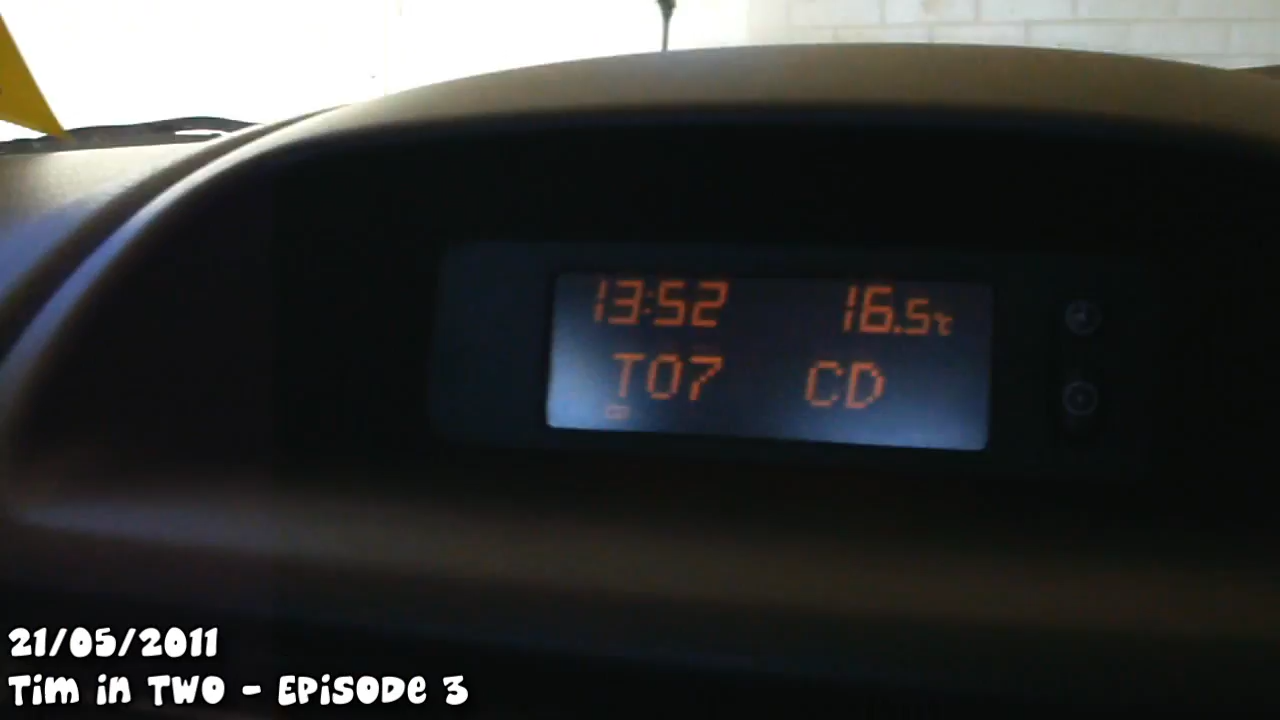 13:52 16.5℃
T07 CD
21/05/2011
Tim in Two - Episode 3